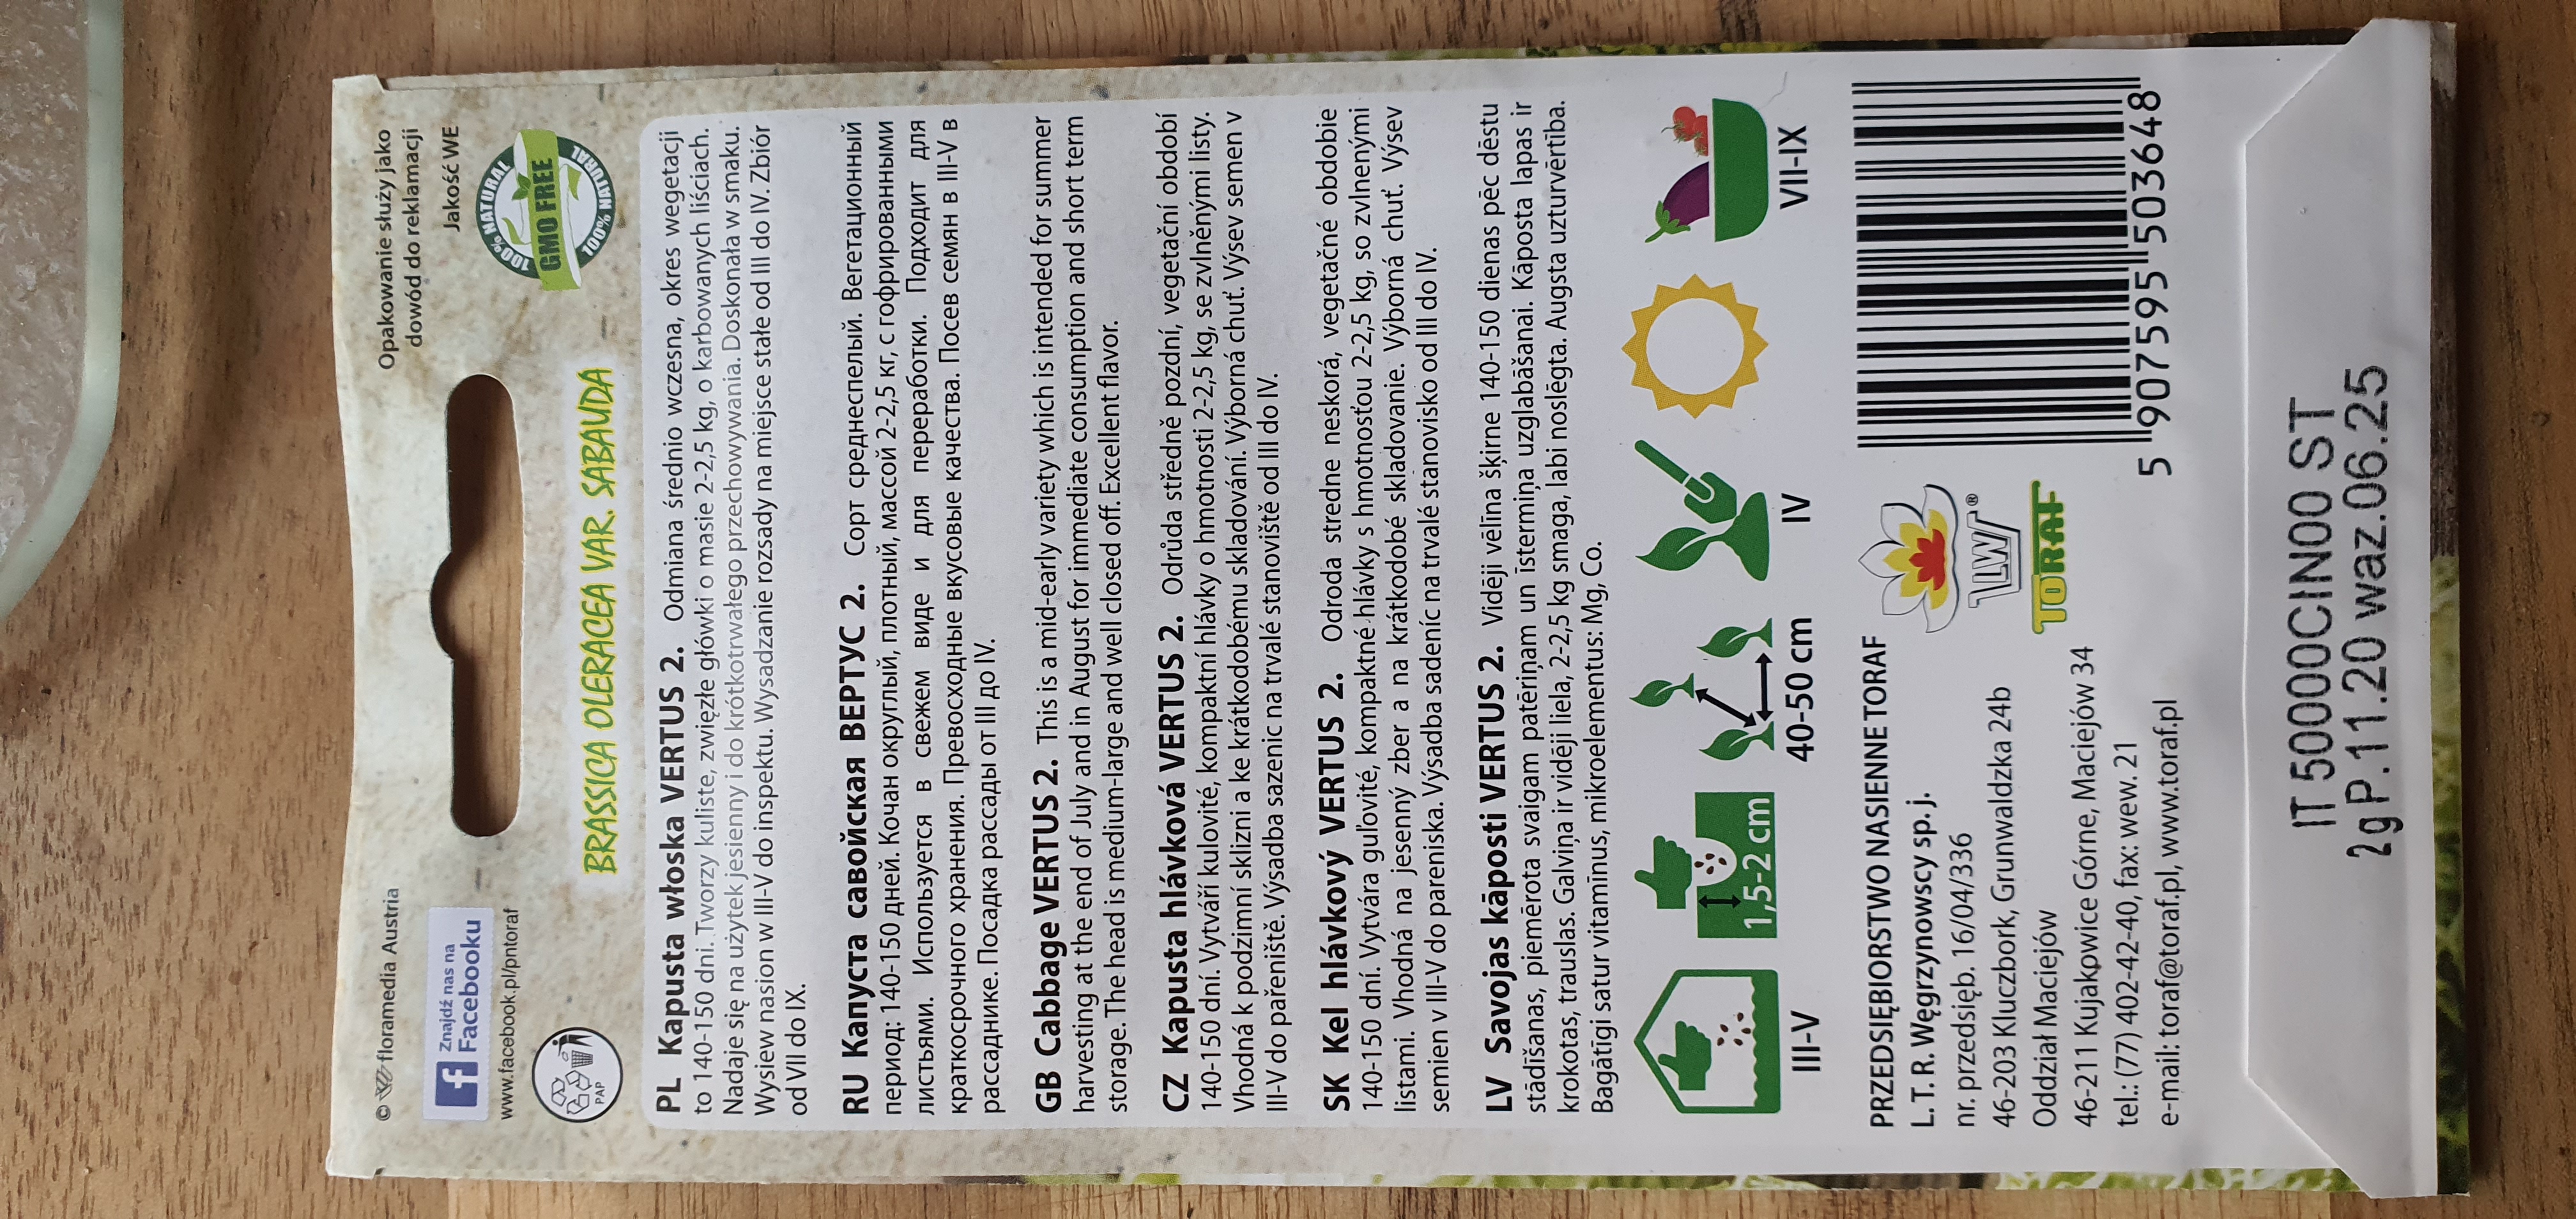 © floramedia Austria
Opakowanie służy jako
dowód do reklamacji
Jakość WE
Znajdź nas na
Facebooku
www.facebook.pl/pntoraf
PAP
100% NATURAL
GMO FREE
100% NATURAL
BRASSICA OLERACEA VAR. SABAUDA
PL Kapusta włoska VERTUS 2. Odmiana średnio wczesna, okres wegetacji
to 140-150 dni. Tworzy kuliste, zwięzłe główki o masie 2-2,5 kg, o karbowanych liściach.
Nadaje się na użytek jesienny i do krótkotrwałego przechowywania. Doskonała w smaku.
Wysiew nasion w III-V do inspektu. Wysadzanie rozsady na miejsce stałe od III do IV. Zbiór
od VII do IX.
RU Капуста савойская ВЕРТУС 2. Сорт среднеспелый. Вегетационный
период: 140-150 дней. Кочан округлый, плотный, массой 2-2,5 кг, с гофрированными
листьями. Используется в свежем виде и для переработки. Подходит для
краткосрочного хранения. Превосходные вкусовые качества. Посев семян в III-V в
рассаднике. Посадка рассады от III до IV.
GB Cabbage VERTUS 2. This is a mid-early variety which is intended for summer
harvesting at the end of July and in August for immediate consumption and short term
storage. The head is medium-large and well closed off. Excellent flavor.
CZ Kapusta hlávková VERTUS 2. Odrůda středně pozdní, vegetační období
140-150 dní. Vytváří kulovité, kompaktní hlávky o hmotnosti 2-2,5 kg, se zvlněnými listy.
Vhodná k podzimní sklizni a ke krátkodobému skladování. Výborná chuť. Výsev semen v
III-V do pařeniště. Výsadba sazenic na trvalé stanoviště od III do IV.
SK Kel hlávkový VERTUS 2. Odroda stredne neskorá, vegetačné obdobie
140-150 dní. Vytvára guľovité, kompaktné hlávky s hmotnosťou 2-2,5 kg, so zvlnenými
listami. Vhodná na jesenný zber a na krátkodobé skladovanie. Výborná chuť. Výsev
semien v III-V do pareniska. Výsadba sadeníc na trvalé stanovisko od III do IV.
LV Savojas kāposti VERTUS 2. Vidēji vēlīna šķirne 140-150 dienas pēc dēstu
stādīšanas, piemērota svaigam patēriņam un īstermiņa uzglabāšanai. Kāposta lapas ir
krokotas, trauslas. Galviņa ir vidēji liela, 2-2,5 kg smaga, labi noslēgta. Augsta uzturvērtība.
Bagātīgi satur vitamīnus, mikroelementus: Mg, Co.
III-V
1,5-2 cm
40-50 cm
IV
VII-IX
PRZEDSIĘBIORSTWO NASIENNE TORAF
L. T. R. Węgrzynowscy sp. j.
nr. przedsięb. 16/04/336
46-203 Kluczbork, Grunwaldzka 24b
Oddział Maciejów
46-211 Kujakowice Górne, Maciejów 34
tel.: (77) 402-42-40, fax: wew. 21
e-mail: toraf@toraf.pl, www.toraf.pl
LW®
TORAF
5 907595 503648
IT 50000CIN00 ST
2g P.11.20 waz.06.25